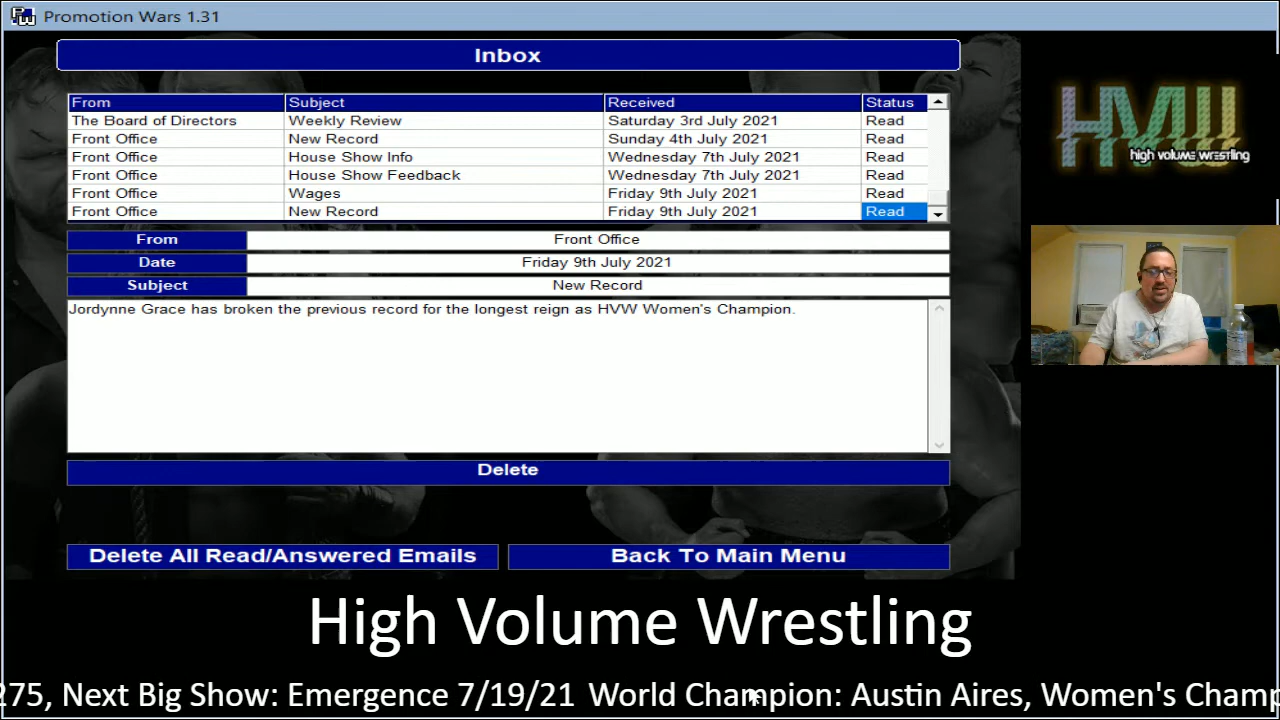 Promotion Wars 1.31
Inbox
From Subject Received Status
The Board of Directors Weekly Review Saturday 3rd July 2021 Read
Front Office New Record Sunday 4th July 2021 Read
Front Office House Show Info Wednesday 7th July 2021 Read
Front Office House Show Feedback Wednesday 7th July 2021 Read
Front Office Wages Friday 9th July 2021 Read
Front Office New Record Friday 9th July 2021 Read
From Front Office
Date Friday 9th July 2021
Subject New Record
Jordynne Grace has broken the previous record for the longest reign as HVW Women's Champion.
Delete
Delete All Read/Answered Emails Back To Main Menu
HVW
high volume wrestling
High Volume Wrestling
275, Next Big Show: Emergence 7/19/21 World Champion: Austin Aires, Women's Champ